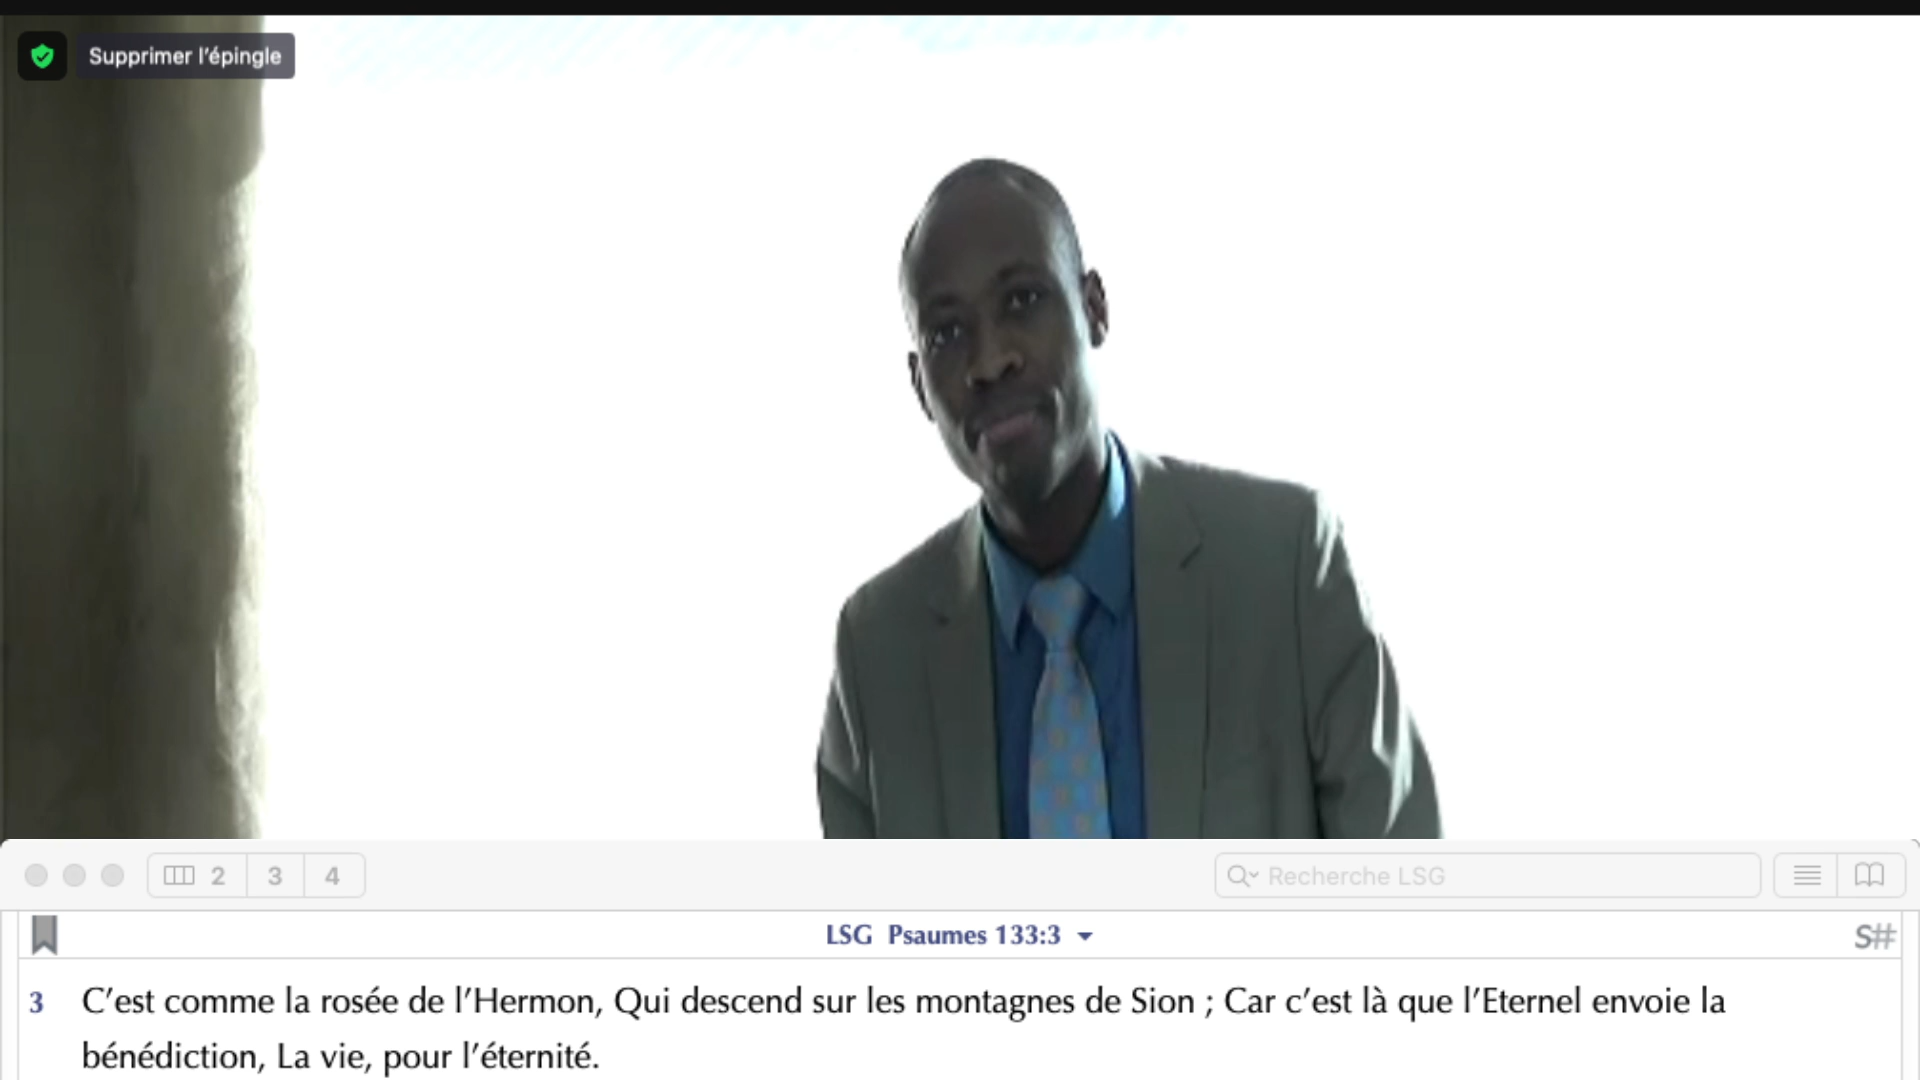 Supprimer l’épingle
2 3 4
Recherche LSG
LSG Psaumes 133:3
S#
3 C’est comme la rosée de l’Hermon, Qui descend sur les montagnes de Sion ; Car c’est là que l’Eternel envoie la
bénédiction, La vie, pour l’éternité.